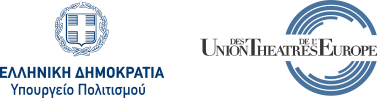 ΕΛΛΗΝΙΚΗ ΔΗΜΟΚΡΑΤΙΑ
Υπουργείο Πολιτισμού
DES DE L'
UNION THEATRES EUROPE